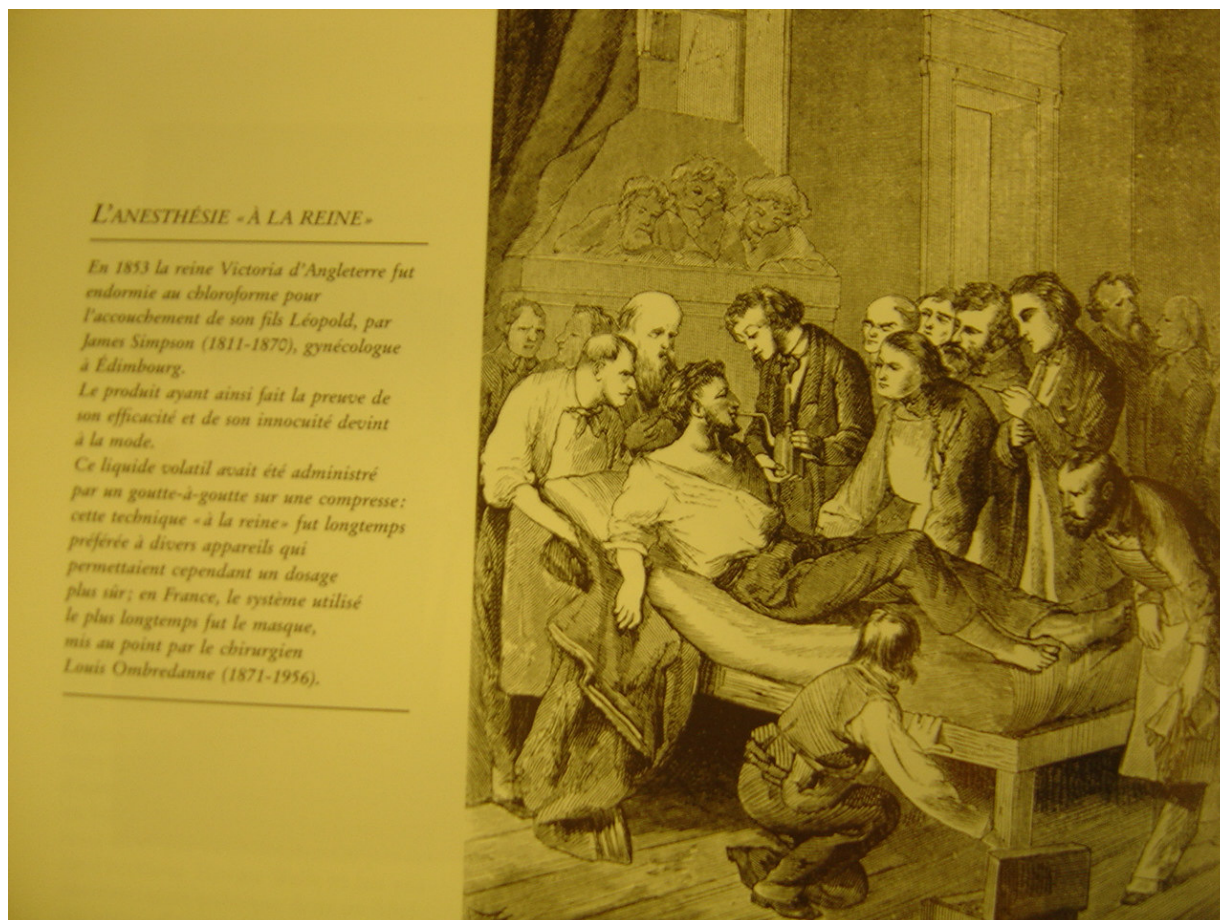 L'ANESTHÉSIE «À LA REINE»
En 1853 la reine Victoria d'Angleterre fut
endormie au chloroforme pour
l'accouchement de son fils Léopold, par
James Simpson (1811-1870), gynécologue
à Édimbourg.
Le produit ayant ainsi fait la preuve de
son efficacité et de son innocuité devint
à la mode.
Ce liquide volatil avait été administré
par un goutte-à-goutte sur une compresse:
cette technique «à la reine» fut longtemps
préférée à divers appareils qui
permettaient cependant un dosage
plus sûr; en France, le système utilisé
le plus longtemps fut le masque,
mis au point par le chirurgien
Louis Ombredanne (1871-1956).